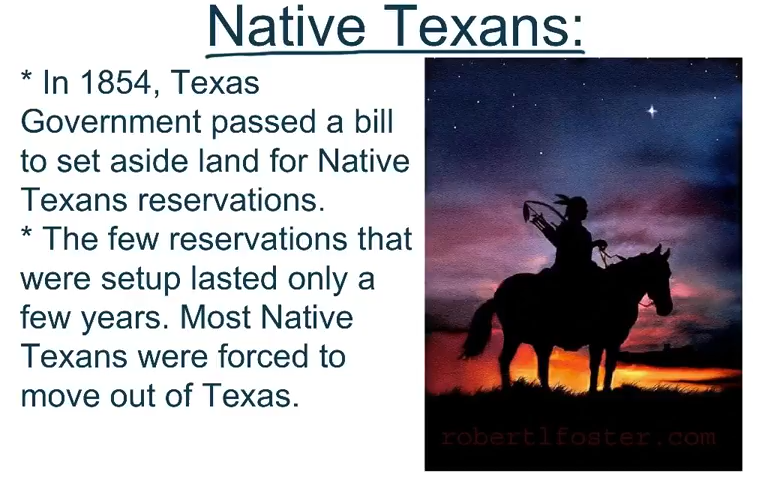 Native Texans:
* In 1854, Texas
Government passed a bill
to set aside land for Native
Texans reservations.
* The few reservations that
were setup lasted only a
few years. Most Native
Texans were forced to
move out of Texas.
robertlfoster.com